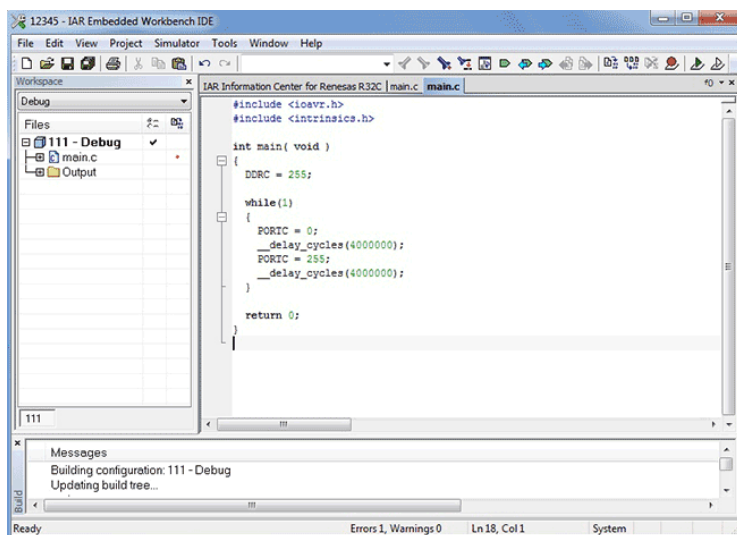 12345 - IAR Embedded Workbench IDE
File Edit View Project Simulator Tools Window Help
Workspace
Debug
Files
111 - Debug
main.c
Output
111
IAR Information Center for Renesas R32C main.c main.c
#include <ioavr.h>
#include <intrinsics.h>
int main( void )
{
DDRC = 255;
while(1)
{
PORTC = 0;
__delay_cycles(4000000);
PORTC = 255;
__delay_cycles(4000000);
}
return 0;
}
Messages
Building configuration: 111 - Debug
Updating build tree...
Build
Ready Errors 1, Warnings 0 Ln 18, Col 1 System